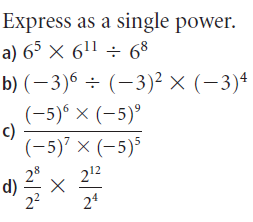 Express as a single power.
a) 6⁵ × 6¹¹ ÷ 6⁸
b) (−3)⁶ ÷ (−3)² × (−3)⁴
c) (−5)⁶ × (−5)⁹ / (−5)⁷ × (−5)⁵
d) 2⁸/2² × 2¹²/2⁴